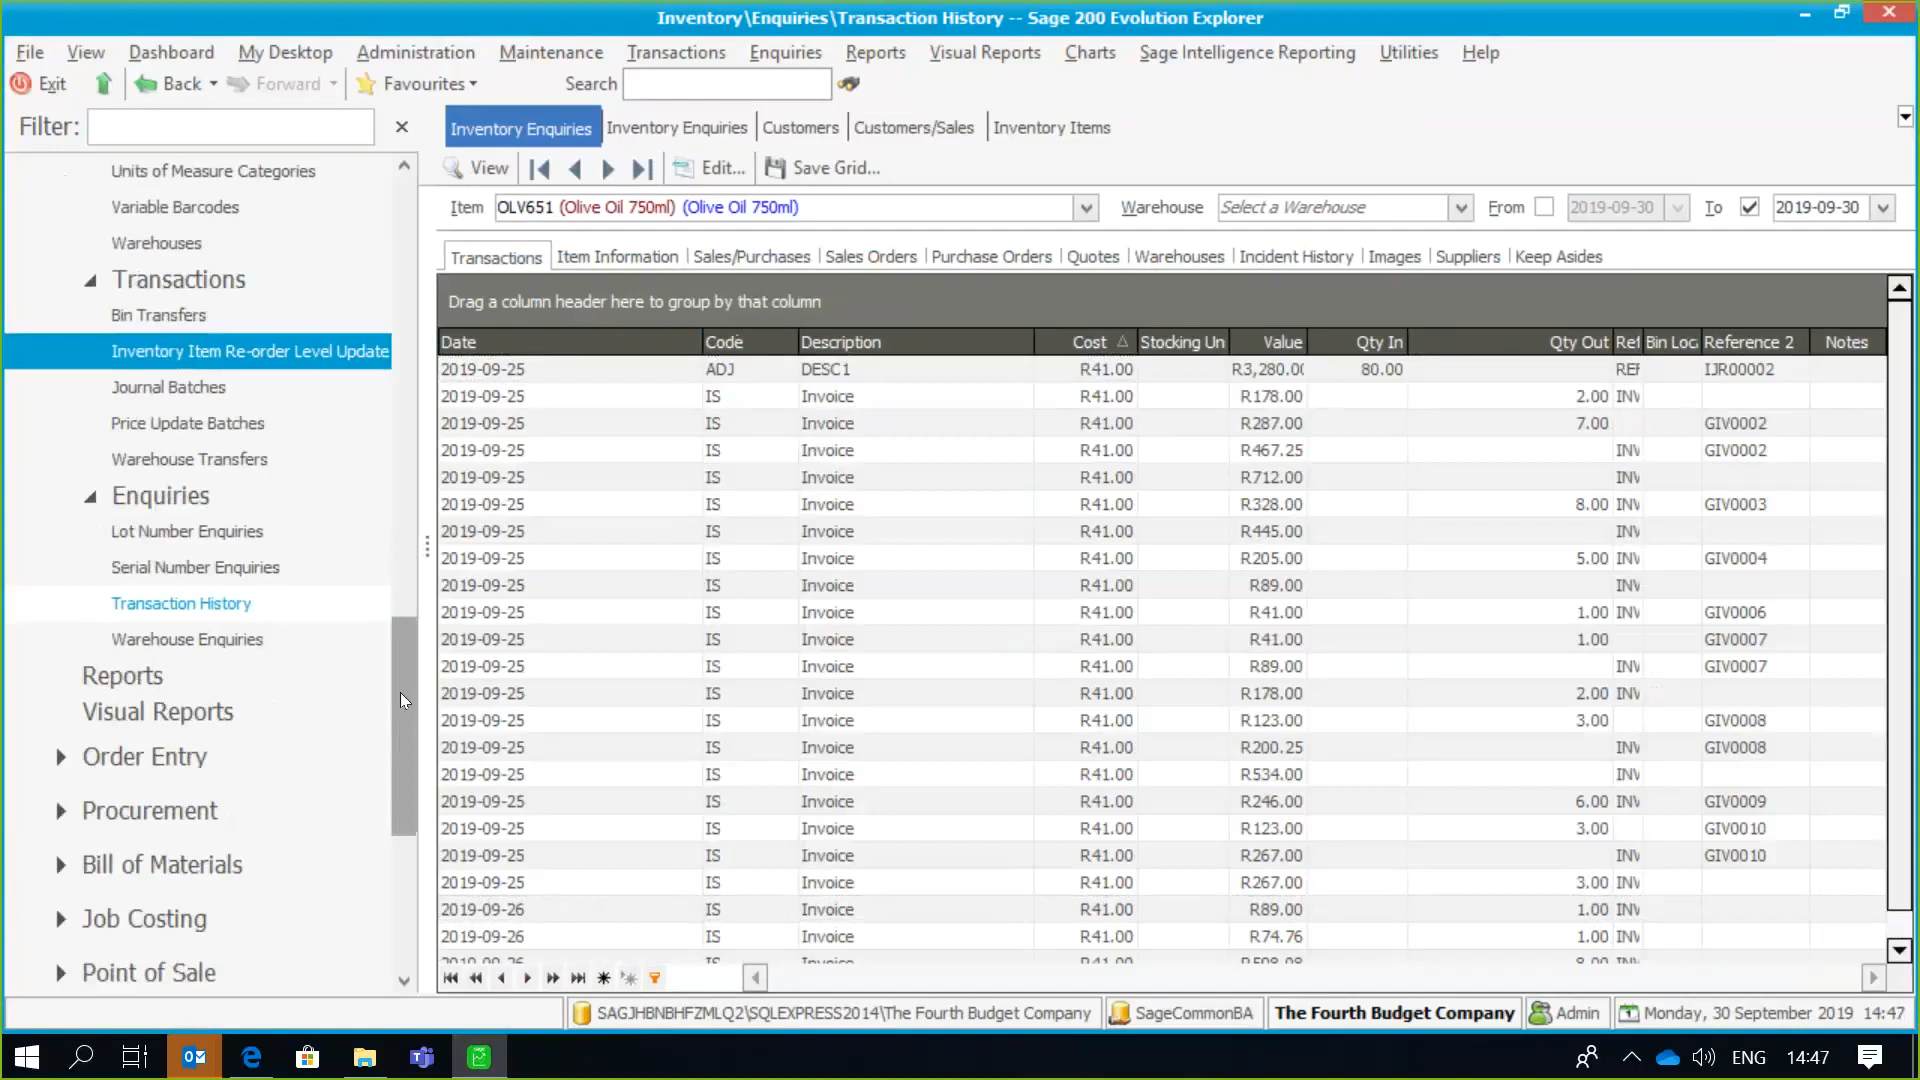 Inventory\Enquiries\Transaction History -- Sage 200 Evolution Explorer
File View Dashboard My Desktop Administration Maintenance Transactions Enquiries Reports Visual Reports Charts Sage Intelligence Reporting Utilities Help
Exit Back Forward Favourites Search
Filter:
Inventory Enquiries Inventory Enquiries Customers Customers/Sales Inventory Items
View Edit... Save Grid...
Item OLV651 (Olive Oil 750ml) (Olive Oil 750ml) Warehouse Select a Warehouse From 2019-09-30 To 2019-09-30
Transactions Item Information Sales/Purchases Sales Orders Purchase Orders Quotes Warehouses Incident History Images Suppliers Keep Asides
Units of Measure Categories
Variable Barcodes
Warehouses
Transactions
Bin Transfers
Inventory Item Re-order Level Update
Journal Batches
Price Update Batches
Warehouse Transfers
Enquiries
Lot Number Enquiries
Serial Number Enquiries
Transaction History
Warehouse Enquiries
Reports
Visual Reports
Order Entry
Procurement
Bill of Materials
Job Costing
Point of Sale
Drag a column header here to group by that column
Date Code Description Cost Stocking Un Value Qty In Qty Out Ref Bin Loc Reference 2 Notes
2019-09-25 ADJ DESC1 R41.00 R3,280.00 80.00 REF IJR00002
2019-09-25 IS Invoice R41.00 R178.00 2.00 INV
2019-09-25 IS Invoice R41.00 R287.00 7.00 GIV0002
2019-09-25 IS Invoice R41.00 R467.25 INV GIV0002
2019-09-25 IS Invoice R41.00 R712.00 INV
2019-09-25 IS Invoice R41.00 R328.00 8.00 INV GIV0003
2019-09-25 IS Invoice R41.00 R445.00 INV
2019-09-25 IS Invoice R41.00 R205.00 5.00 INV GIV0004
2019-09-25 IS Invoice R41.00 R89.00 INV
2019-09-25 IS Invoice R41.00 R41.00 1.00 INV GIV0006
2019-09-25 IS Invoice R41.00 R41.00 1.00 GIV0007
2019-09-25 IS Invoice R41.00 R89.00 INV GIV0007
2019-09-25 IS Invoice R41.00 R178.00 2.00 INV
2019-09-25 IS Invoice R41.00 R123.00 3.00 GIV0008
2019-09-25 IS Invoice R41.00 R200.25 INV GIV0008
2019-09-25 IS Invoice R41.00 R534.00 INV
2019-09-25 IS Invoice R41.00 R246.00 6.00 INV GIV0009
2019-09-25 IS Invoice R41.00 R123.00 3.00 GIV0010
2019-09-25 IS Invoice R41.00 R267.00 INV GIV0010
2019-09-25 IS Invoice R41.00 R267.00 3.00 INV
2019-09-26 IS Invoice R41.00 R89.00 1.00 INV
2019-09-26 IS Invoice R41.00 R74.76 1.00 INV
SAGJHBNBHFZMLQ2\SQLEXPRESS2014\The Fourth Budget Company SageCommonBA The Fourth Budget Company Admin Monday, 30 September 2019 14:47
ENG 14:47